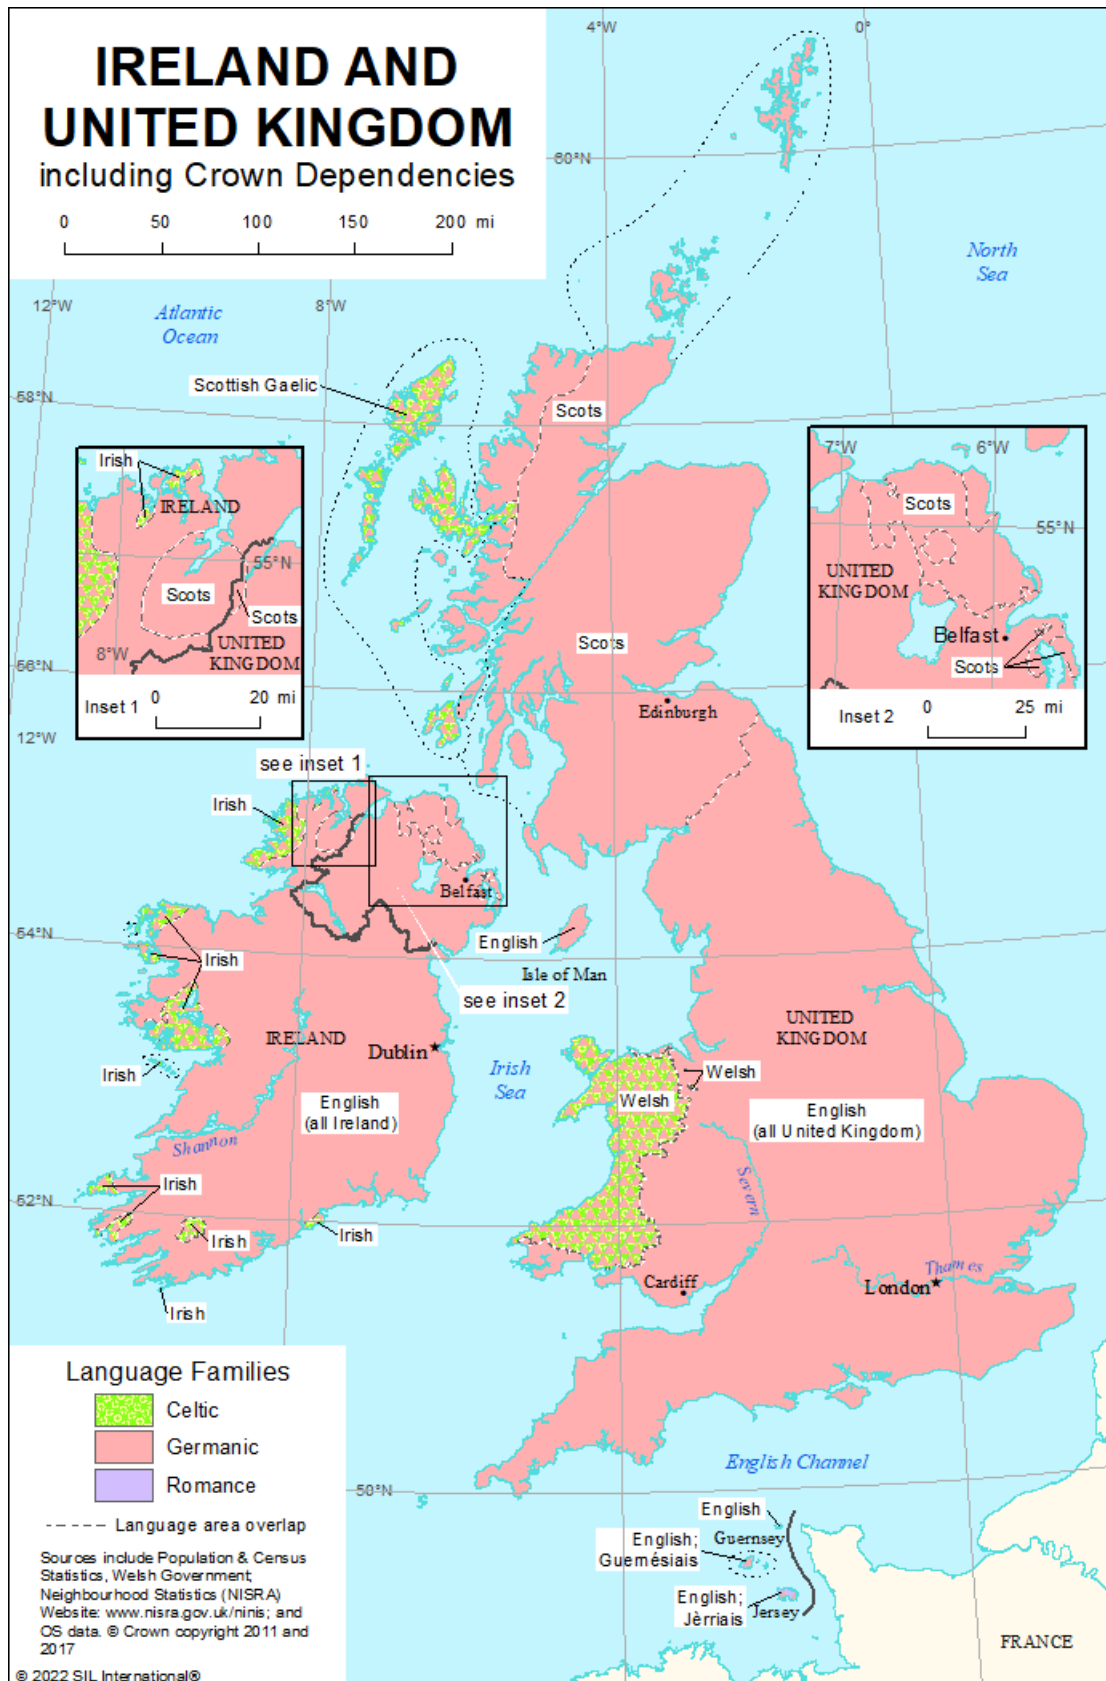 IRELAND AND
UNITED KINGDOM
including Crown Dependencies
0 50 100 150 200 mi
4°W
0°
60°N
North
Sea
12°W
8°W
Atlantic
Ocean
58°N
Scottish Gaelic
Scots
Irish
IRELAND
55°N
Scots
Scots
UNITED
KINGDOM
8°W
0 20 mi
Inset 1
7°W
6°W
Scots
55°N
UNITED
KINGDOM
Belfast
Scots
0 25 mi
Inset 2
56°N
Scots
Edinburgh
12°W
see inset 1
Irish
Belfast
54°N
English
Isle of Man
Irish
see inset 2
IRELAND
Dublin
UNITED
KINGDOM
Irish
Irish
Sea
Welsh
Welsh
English
(all Ireland)
English
(all United Kingdom)
Shannon
Severn
Irish
52°N
Irish
Irish
Cardiff
London
Thames
Irish
Language Families
Celtic
Germanic
Romance
Language area overlap
Sources include Population & Census
Statistics, Welsh Government;
Neighbourhood Statistics (NISRA)
Website: www.nisra.gov.uk/ninis; and
OS data. © Crown copyright 2011 and
2017
© 2022 SIL International®
English Channel
50°N
English
Guernsey
English;
Guernésiais
English;
Jèrriais
Jersey
FRANCE